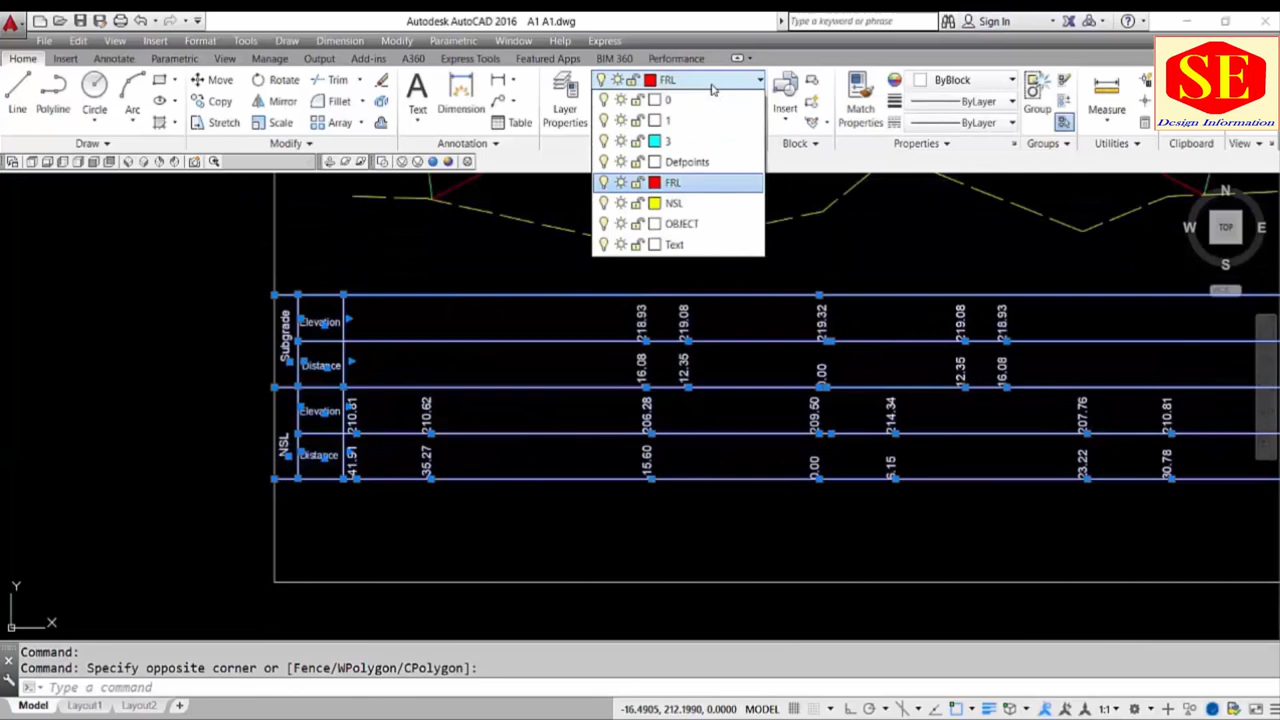 Autodesk AutoCAD 2016 A1 A1.dwg
Type a keyword or phrase
Sign In
File Edit View Insert Format Tools Draw Dimension Modify Parametric Window Help Express
Home Insert Annotate Parametric View Manage Output Add-ins A360 Express Tools Featured Apps BIM 360 Performance
Line Polyline Circle Arc
Move Rotate Trim
Copy Mirror Fillet
Stretch Scale Array
Text Dimension
Table
Layer
Properties
FRL
0
1
3
Defpoints
FRL
NSL
OBJECT
Text
Insert
Match
Properties
ByBlock
ByLayer
ByLayer
Group
Measure
Draw Modify Annotation Block Properties Groups Utilities Clipboard View
SE
Design Information
N
W TOP E
S
Subgrade
Elevation
218.93 219.08 219.32 219.08 218.93
Distance
16.08 12.35 0.00 12.35 16.08
NSL
Elevation
210.81 210.62 206.28 209.60 214.34 207.76 210.81
Distance
41.91 35.27 15.60 0.00 6.15 23.22 30.78
Y
X
Command:
Command: Specify opposite corner or [Fence/WPolygon/CPolygon]:
Type a command
Model Layout1 Layout2 +
-16.4905, 212.1990, 0.0000 MODEL
1:1